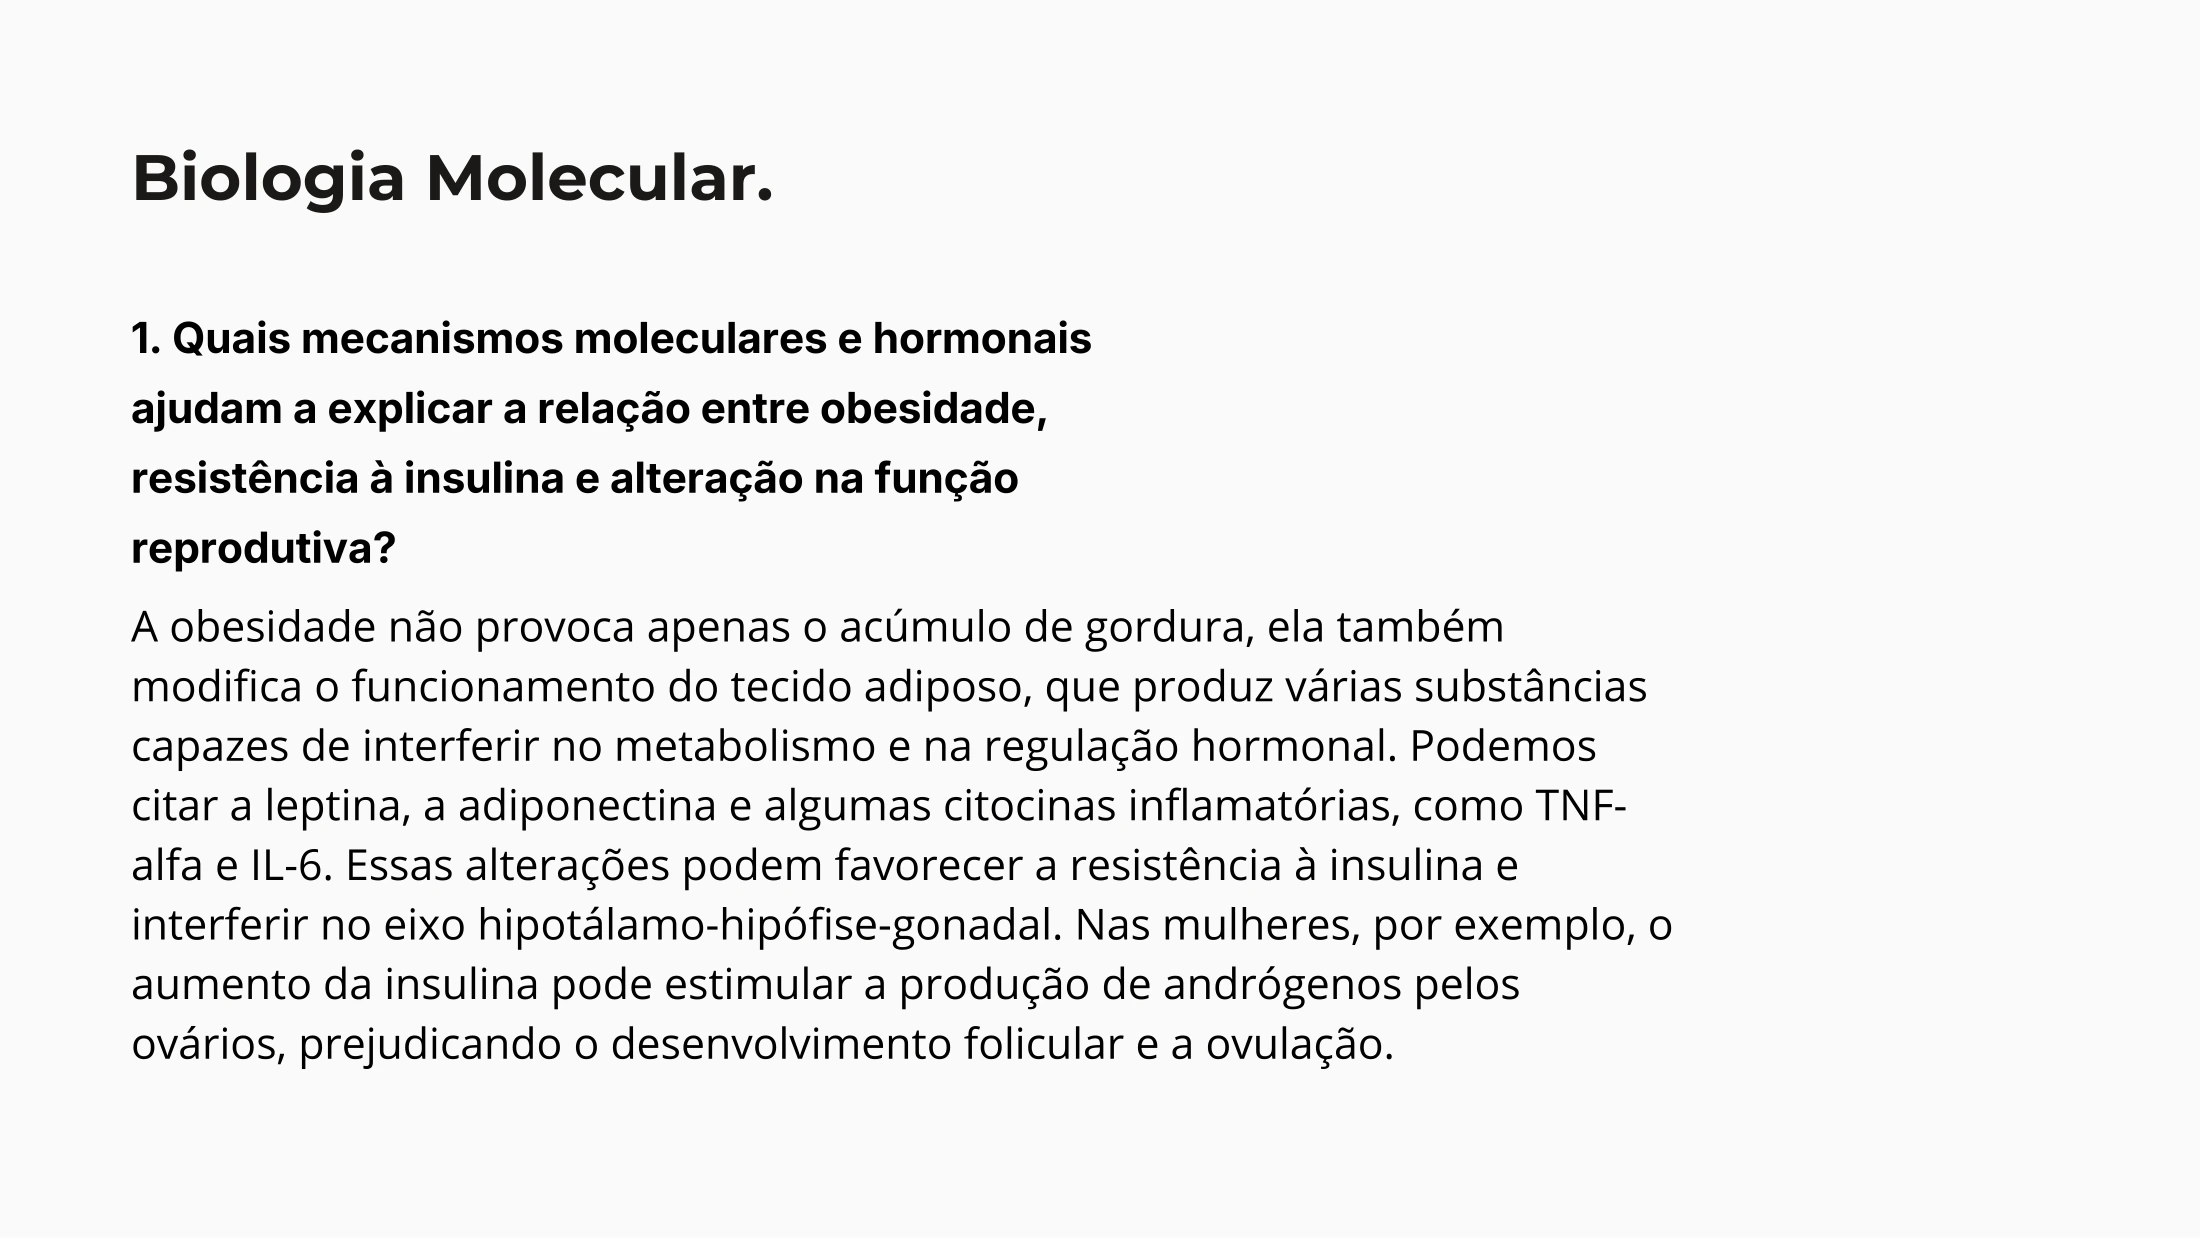 Biologia Molecular.
1. Quais mecanismos moleculares e hormonais
ajudam a explicar a relação entre obesidade,
resistência à insulina e alteração na função
reprodutiva?
A obesidade não provoca apenas o acúmulo de gordura, ela também
modifica o funcionamento do tecido adiposo, que produz várias substâncias
capazes de interferir no metabolismo e na regulação hormonal. Podemos
citar a leptina, a adiponectina e algumas citocinas inflamatórias, como TNF-
alfa e IL-6. Essas alterações podem favorecer a resistência à insulina e
interferir no eixo hipotálamo-hipófise-gonadal. Nas mulheres, por exemplo, o
aumento da insulina pode estimular a produção de andrógenos pelos
ovários, prejudicando o desenvolvimento folicular e a ovulação.